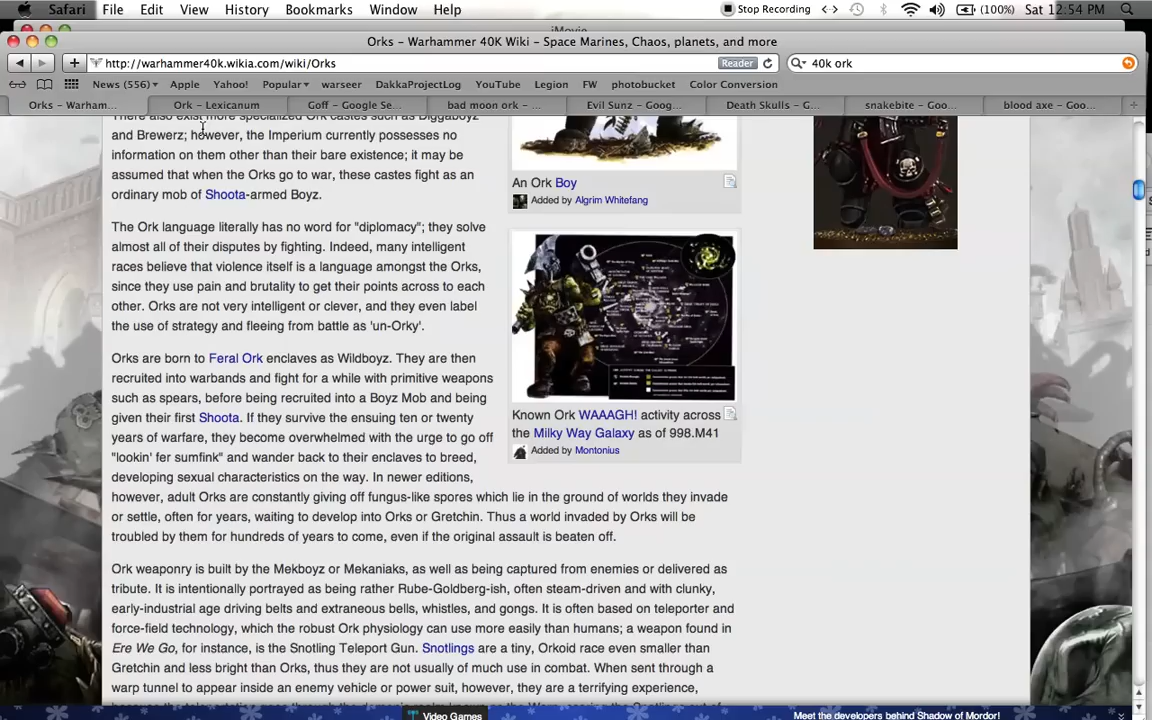 Safari File Edit View History Bookmarks Window Help Stop Recording (100%) Sat 12:54 PM
iMovie
Orks – Warhammer 40K Wiki – Space Marines, Chaos, planets, and more
http://warhammer40k.wikia.com/wiki/Orks Reader 40k ork
News (556) Apple Yahoo! Popular warseer DakkaProjectLog YouTube Legion FW photobucket Color Conversion
Orks – Warham... Ork – Lexicanum Goff – Google Se... bad moon ork – ... Evil Sunz – Goog... Death Skulls – G... snakebite – Goo... blood axe – Goo...
There also exist more specialized Ork castes such as Diggaboyz
and Brewerz; however, the Imperium currently possesses no
information on them other than their bare existence; it may be
assumed that when the Orks go to war, these castes fight as an
ordinary mob of Shoota-armed Boyz.
An Ork Boy
Added by Algrim Whitefang
The Ork language literally has no word for "diplomacy"; they solve
almost all of their disputes by fighting. Indeed, many intelligent
races believe that violence itself is a language amongst the Orks,
since they use pain and brutality to get their points across to each
other. Orks are not very intelligent or clever, and they even label
the use of strategy and fleeing from battle as 'un-Orky'.
Known Ork WAAAGH! activity across
the Milky Way Galaxy as of 998.M41
Added by Montonius
Orks are born to Feral Ork enclaves as Wildboyz. They are then
recruited into warbands and fight for a while with primitive weapons
such as spears, before being recruited into a Boyz Mob and being
given their first Shoota. If they survive the ensuing ten or twenty
years of warfare, they become overwhelmed with the urge to go off
"lookin' fer sumfink" and wander back to their enclaves to breed,
developing sexual characteristics on the way. In newer editions,
however, adult Orks are constantly giving off fungus-like spores which lie in the ground of worlds they invade
or settle, often for years, waiting to develop into Orks or Gretchin. Thus a world invaded by Orks will be
troubled by them for hundreds of years to come, even if the original assault is beaten off.
Ork weaponry is built by the Mekboyz or Mekaniaks, as well as being captured from enemies or delivered as
tribute. It is intentionally portrayed as being rather Rube-Goldberg-ish, often steam-driven and with clunky,
early-industrial age driving belts and extraneous bells, whistles, and gongs. It is often based on teleporter and
force-field technology, which the robust Ork physiology can use more easily than humans; a weapon found in
Ere We Go, for instance, is the Snotling Teleport Gun. Snotlings are a tiny, Orkoid race even smaller than
Gretchin and less bright than Orks, thus they are not usually of much use in combat. When sent through a
warp tunnel to appear inside an enemy vehicle or power suit, however, they are a terrifying experience,
Video Games
Meet the developers behind Shadow of Mordor!